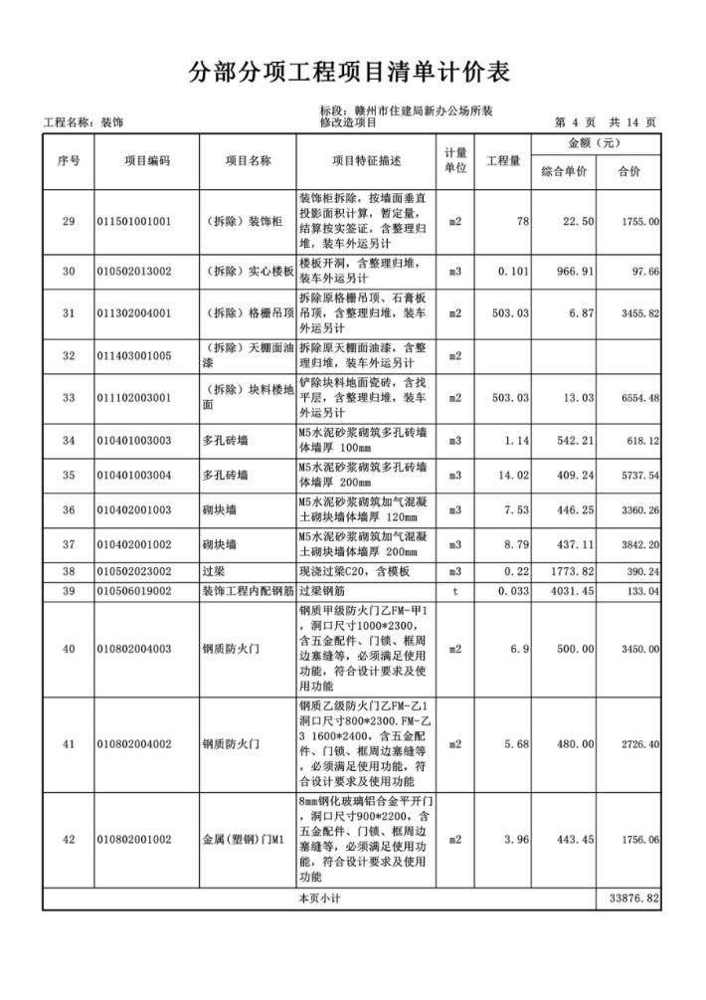 分部分项工程项目清单计价表
标段：赣州市住建局新办公场所装
工程名称：装饰 修改造项目 第 4 页 共 14 页
序号 项目编码 项目名称 项目特征描述 计量单位 工程量 金额（元）
综合单价 合价
29 011501001001 （拆除）装饰柜 装饰柜拆除，按墙面垂直
投影面积计算，暂定量，
结算按实签证，含整理归
堆，装车外运另计
m2 78 22.50 1755.00
30 010502013002 （拆除）实心楼板 楼板开洞，含整理归堆，
装车外运另计
m3 0.101 966.91 97.66
31 011302004001 （拆除）格栅吊顶 拆除原格栅吊顶、石膏板
吊顶，含整理归堆，装车
外运另计
m2 503.03 6.87 3455.82
32 011403001005 （拆除）天棚面油
漆
拆除原天棚面油漆，含整
理归堆，装车外运另计
m2
33 011102003001 （拆除）块料楼地
面
铲除块料地面瓷砖，含找
平层，含整理归堆，装车
外运另计
m2 503.03 13.03 6554.48
34 010401003003 多孔砖墙 M5水泥砂浆砌筑多孔砖墙
体墙厚 100mm
m3 1.14 542.21 618.12
35 010401003004 多孔砖墙 M5水泥砂浆砌筑多孔砖墙
体墙厚 200mm
m3 14.02 409.24 5737.54
36 010402001003 砌块墙 M5水泥砂浆砌筑加气混凝
土砌块墙体墙厚 120mm
m3 7.53 446.25 3360.26
37 010402001002 砌块墙 M5水泥砂浆砌筑加气混凝
土砌块墙体墙厚 200mm
m3 8.79 437.11 3842.20
38 010502023002 过梁 现浇过梁C20，含模板 m3 0.22 1773.82 390.24
39 010506019002 装饰工程内配钢筋 过梁钢筋 t 0.033 4031.45 133.04
40 010802004003 钢质防火门 钢质甲级防火门乙FM-甲1
，洞口尺寸1000*2300，
含五金配件、门锁、框周
边塞缝等，必须满足使用
功能，符合设计要求及使
用功能
m2 6.9 500.00 3450.00
41 010802004002 钢质防火门 钢质乙级防火门乙FM-乙1
洞口尺寸800*2300.FM-乙
3 1600*2400，含五金配
件、门锁、框周边塞缝等
，必须满足使用功能，符
合设计要求及使用功能
m2 5.68 480.00 2726.40
42 010802001002 金属(塑钢)门M1 8mm钢化玻璃铝合金平开门
，洞口尺寸900*2200，含
五金配件、门锁、框周边
塞缝等，必须满足使用功
能，符合设计要求及使用
功能
m2 3.96 443.45 1756.06
本页小计 33876.82